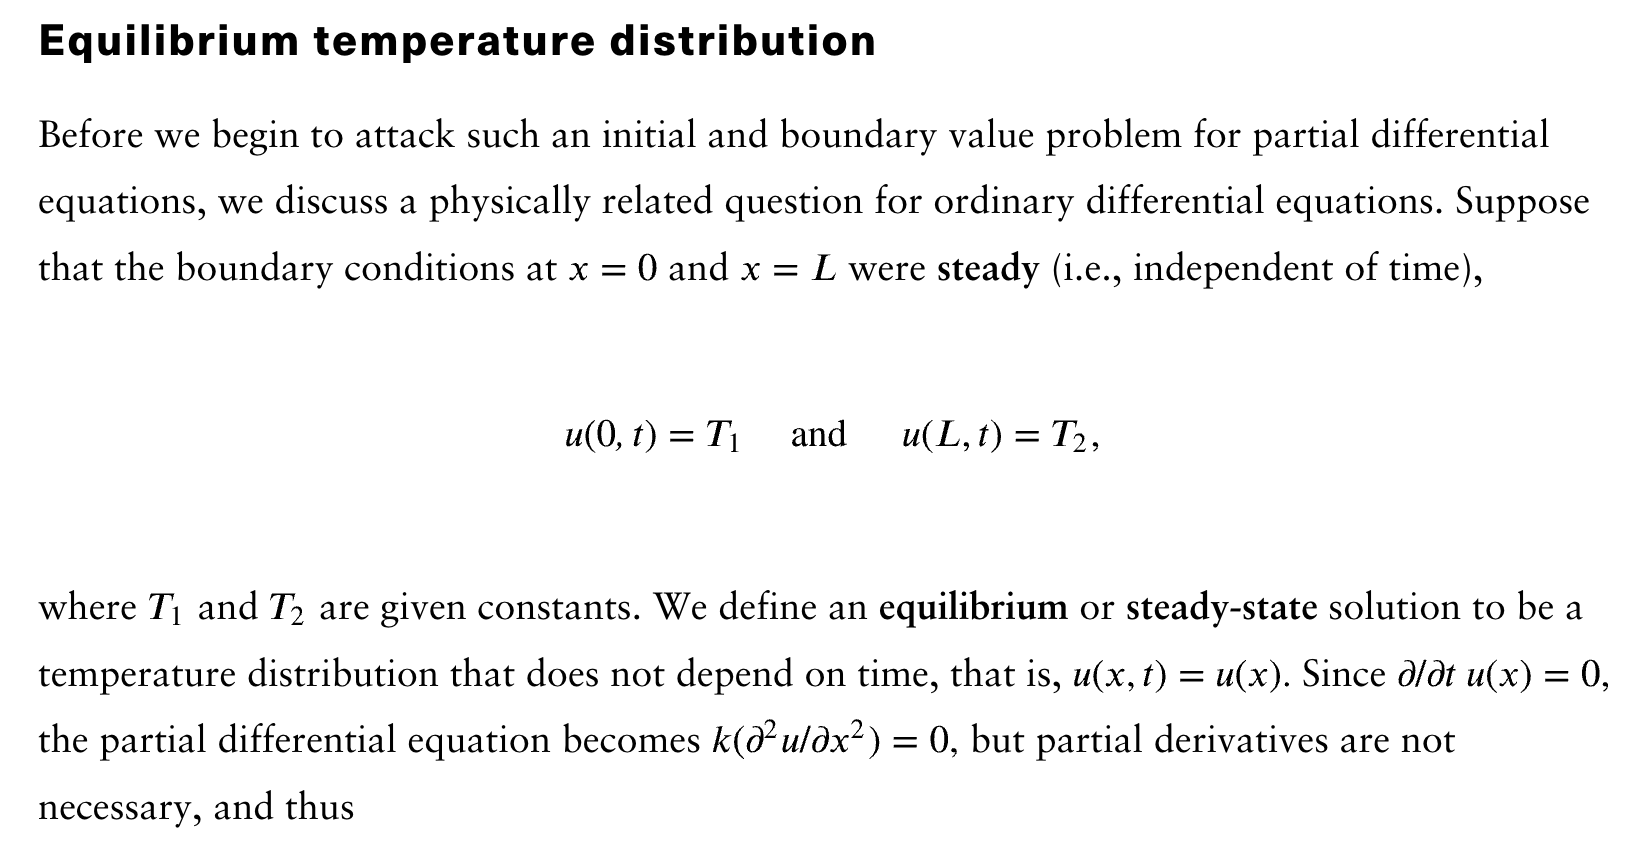 Equilibrium temperature distribution
Before we begin to attack such an initial and boundary value problem for partial differential
equations, we discuss a physically related question for ordinary differential equations. Suppose
that the boundary conditions at x = 0 and x = L were steady (i.e., independent of time),
u(0, t) = T₁ and u(L, t) = T₂,
where T₁ and T₂ are given constants. We define an equilibrium or steady-state solution to be a
temperature distribution that does not depend on time, that is, u(x, t) = u(x). Since ∂/∂t u(x) = 0,
the partial differential equation becomes k(∂²u/∂x²) = 0, but partial derivatives are not
necessary, and thus